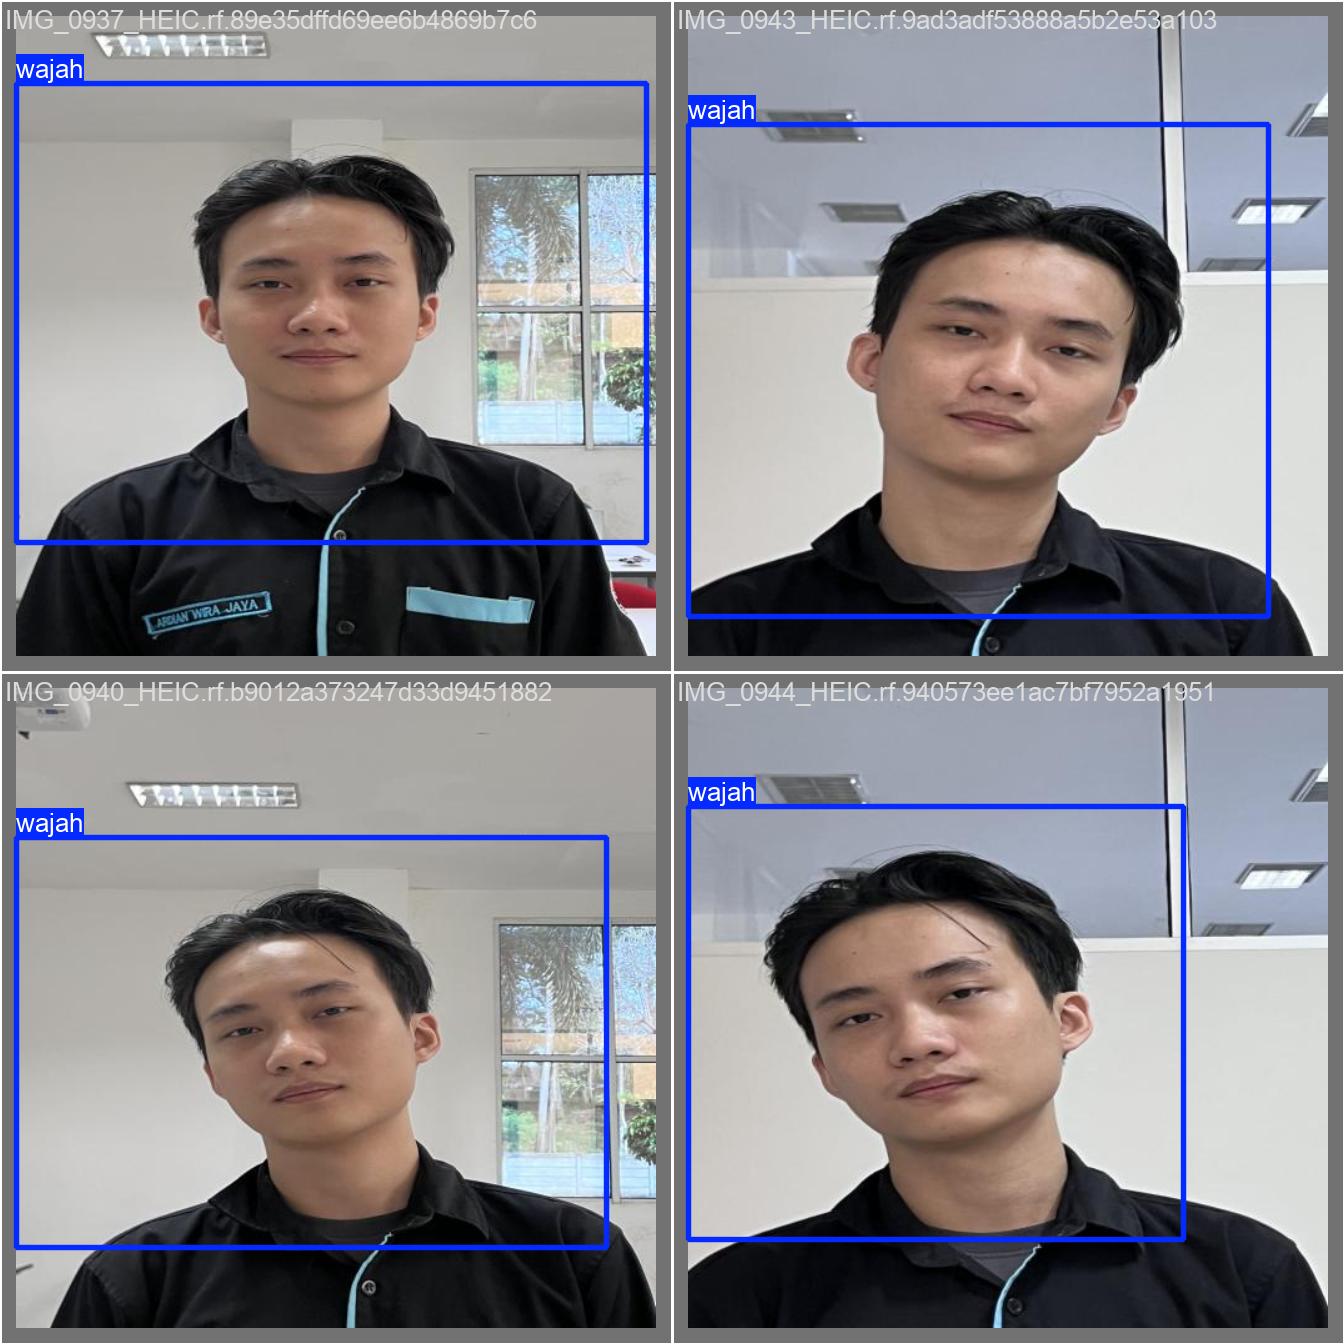 IMG_0937_HEIC.rf.89e35dffd69ee6b4869b7c6
wajah
ARDIAN WIRA JAYA
IMG_0943_HEIC.rf.9ad3adf53888a5b2e53a103
wajah
IMG_0940_HEIC.rf.b9012a373247d33d9451882
wajah
IMG_0944_HEIC.rf.940573ee1ac7bf7952a1951
wajah